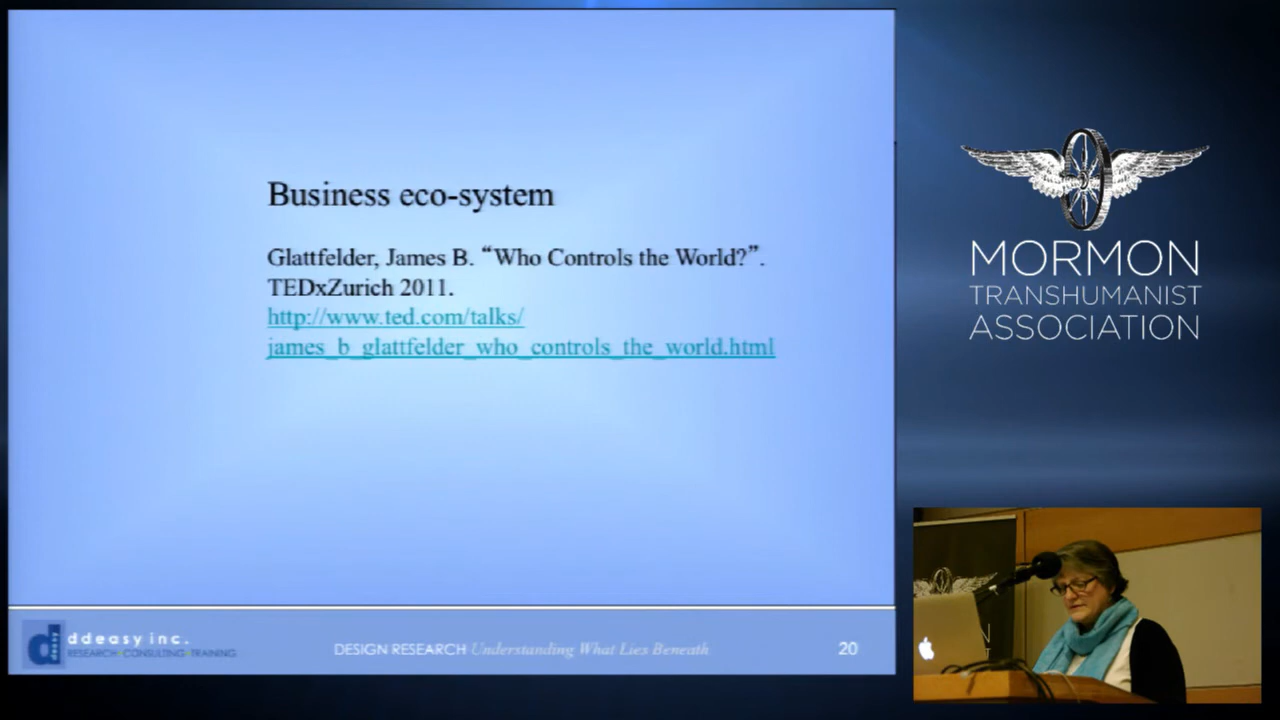 Business eco-system
Glattfelder, James B. “Who Controls the World?”.
TEDxZurich 2011.
http://www.ted.com/talks/
james_b_glattfelder_who_controls_the_world.html
ddeasy inc.
RESEARCH•CONSULTING•TRAINING
DESIGN RESEARCH Understanding What Lies Beneath
20
MORMON
TRANSHUMANIST
ASSOCIATION